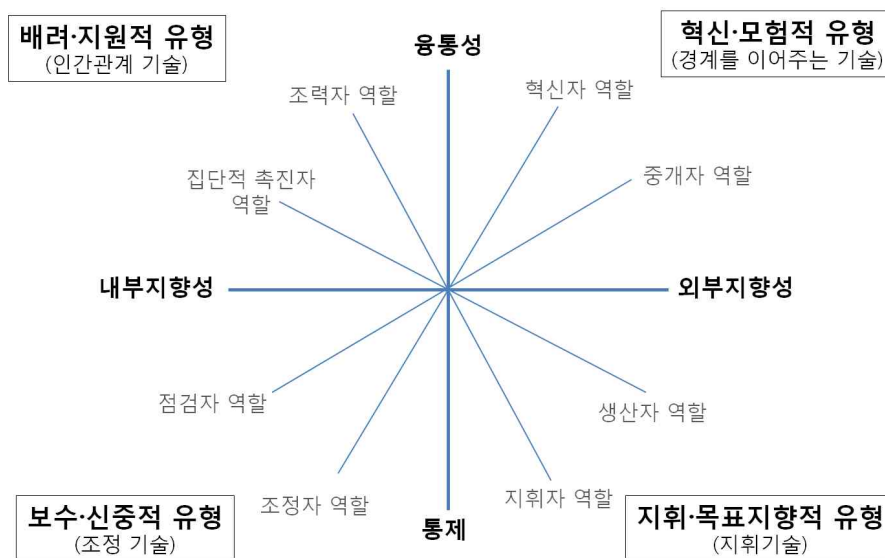 배려·지원적 유형
(인간관계 기술)
융통성
혁신·모험적 유형
(경계를 이어주는 기술)
조력자 역할
혁신자 역할
집단적 촉진자
역할
중개자 역할
내부지향성
외부지향성
점검자 역할
생산자 역할
조정자 역할
지휘자 역할
보수·신중적 유형
(조정 기술)
통제
지휘·목표지향적 유형
(지휘기술)